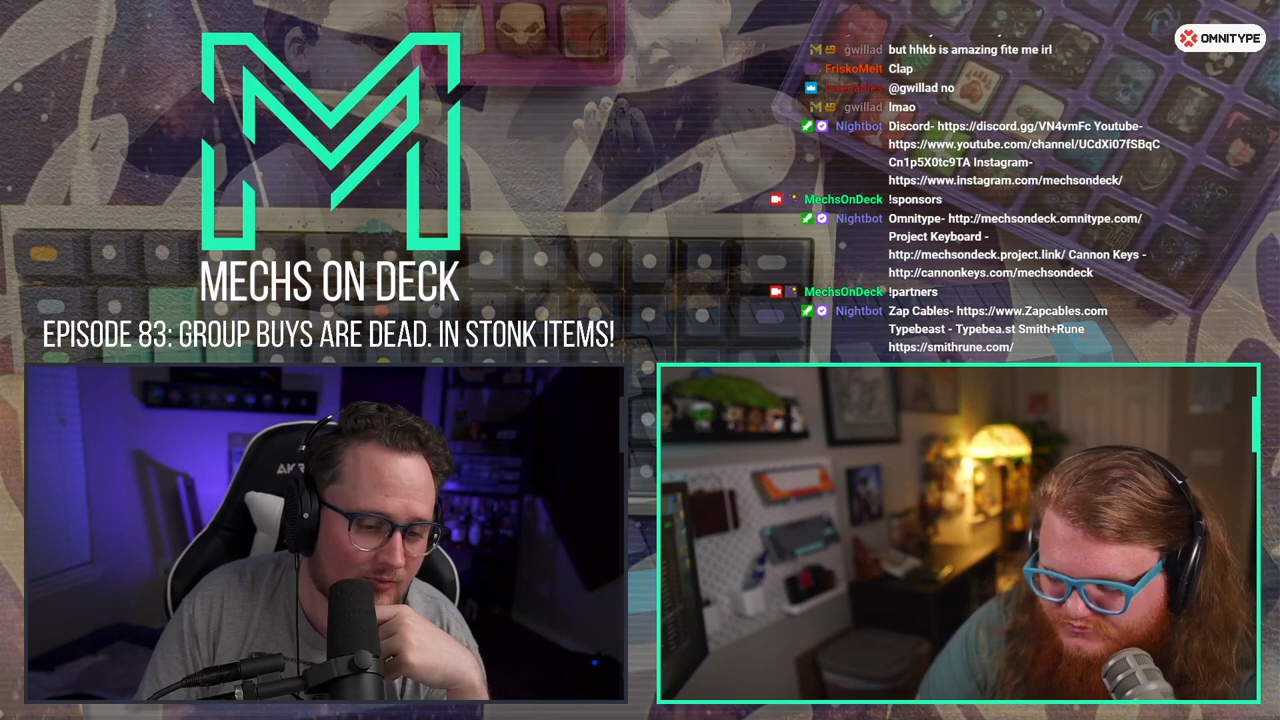 OMNITYPE
gwillad but hhkb is amazing fite me irl
FriskoMelt Clap
@gwillad no
gwillad lmao
Nightbot Discord- https://discord.gg/VN4vmFc Youtube-
https://www.youtube.com/channel/UCdXi07fSBqC
Cn1p5X0tc9TA Instagram-
https://www.instagram.com/mechsondeck/
MechsOnDeck !sponsors
Nightbot Omnitype- http://mechsondeck.omnitype.com/
Project Keyboard -
http://mechsondeck.project.link/ Cannon Keys -
http://cannonkeys.com/mechsondeck
MechsOnDeck !partners
Nightbot Zap Cables- https://www.Zapcables.com
Typebeast - Typebea.st Smith+Rune
https://smithrune.com/
MECHS ON DECK
EPISODE 83: GROUP BUYS ARE DEAD. IN STONK ITEMS!